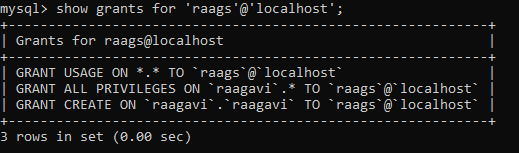 mysql> show grants for 'raags'@'localhost';
+-----------------------------------------------------------+
| Grants for raags@localhost                                |
+-----------------------------------------------------------+
| GRANT USAGE ON *.* TO `raags`@`localhost`                 |
| GRANT ALL PRIVILEGES ON `raagavi`.* TO `raags`@`localhost` |
| GRANT CREATE ON `raagavi`.`raagavi` TO `raags`@`localhost` |
+-----------------------------------------------------------+
3 rows in set (0.00 sec)